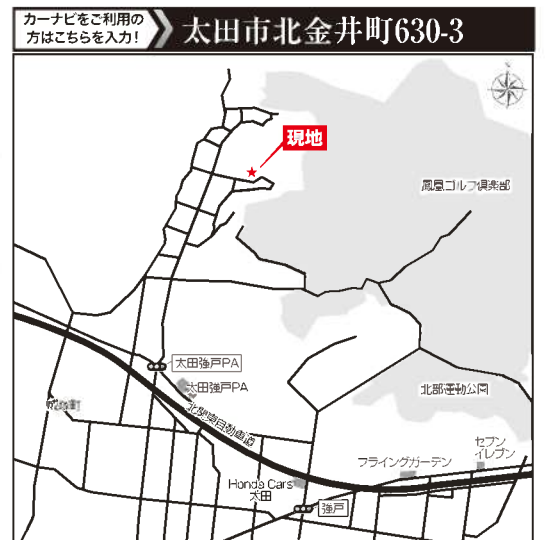 カーナビをご利用の
方はこちらを入力!
太田市北金井町630-3
現地
鳳凰ゴルフ倶楽部
太田強戸PA
太田強戸PA
北関東自動車道
北部運動公園
セブン
イレブン
フライングガーデン
Honda Cars
太田
強戸